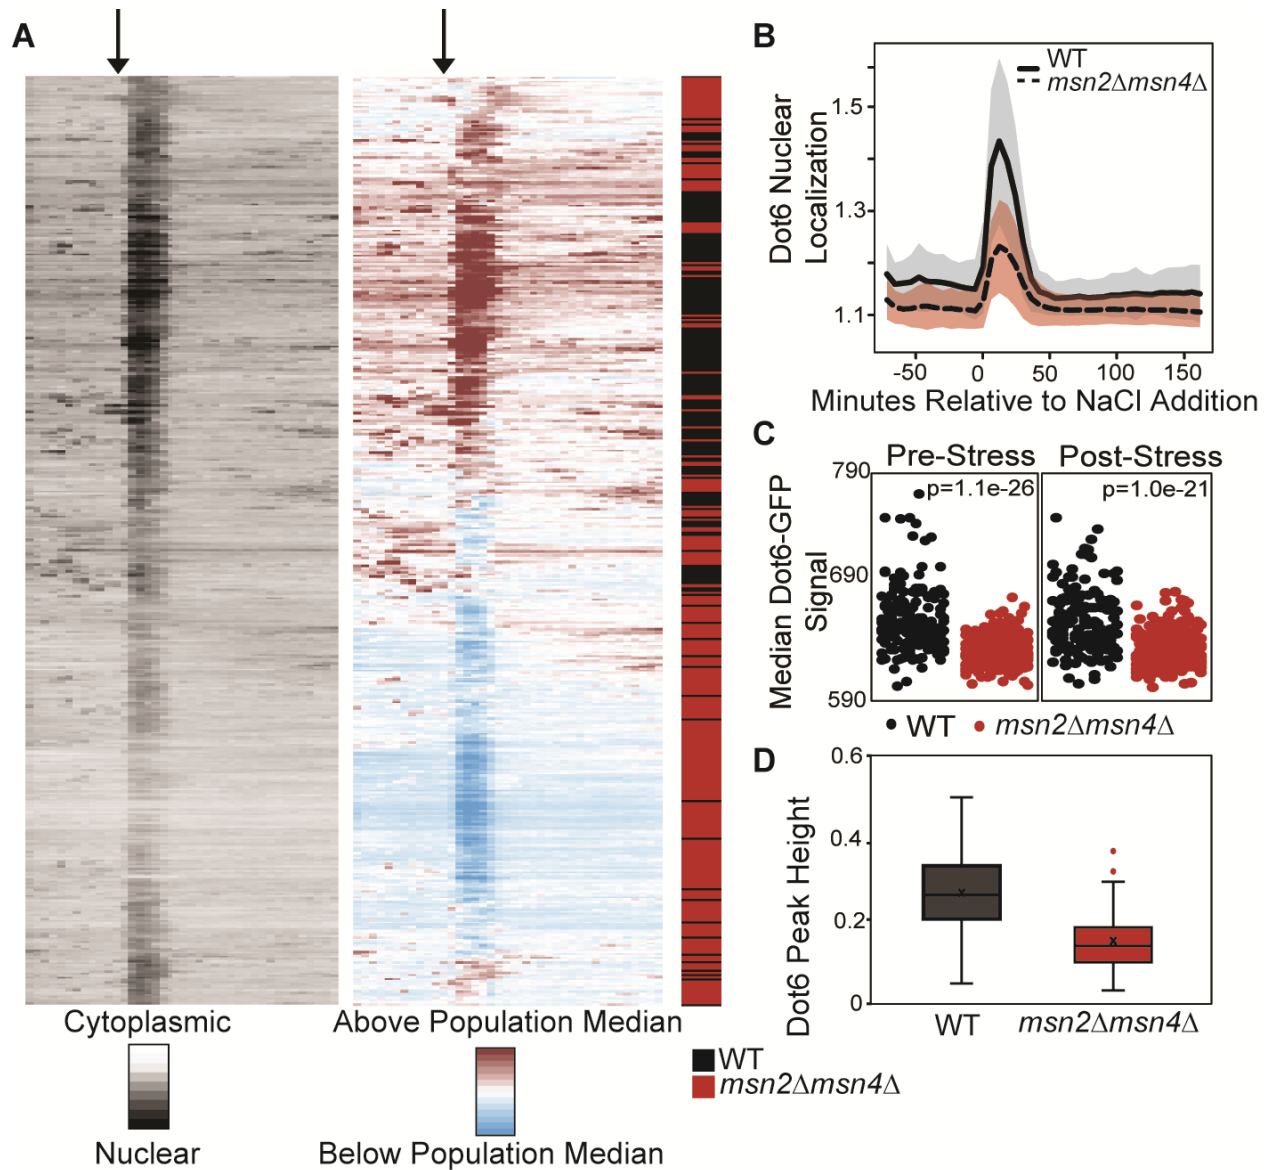 A
Cytoplasmic
Nuclear
Above Population Median
Below Population Median
WT
msn2Δmsn4Δ
B
Dot6 Nuclear
Localization
1.5
1.3
1.1
WT
msn2Δmsn4Δ
-50
0
50
100
150
Minutes Relative to NaCl Addition
C
Pre-Stress
Post-Stress
Median Dot6-GFP
Signal
790
690
590
p=1.1e-26
p=1.0e-21
WT
msn2Δmsn4Δ
D
Dot6 Peak Height
0.6
0.4
0.2
0
WT
msn2Δmsn4Δ